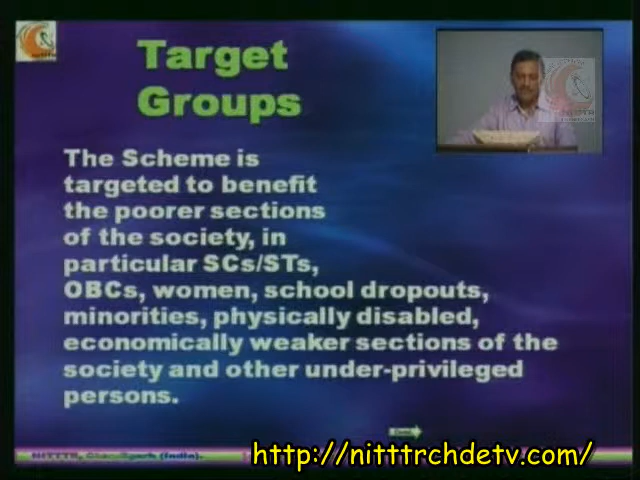 Target
Groups
The Scheme is
targeted to benefit
the poorer sections
of the society, in
particular SCs/STs,
OBCs, women, school dropouts,
minorities, physically disabled,
economically weaker sections of the
society and other under-privileged
persons.
NITTTR, Chandigarh (India).
http://nitttrchdetv.com/